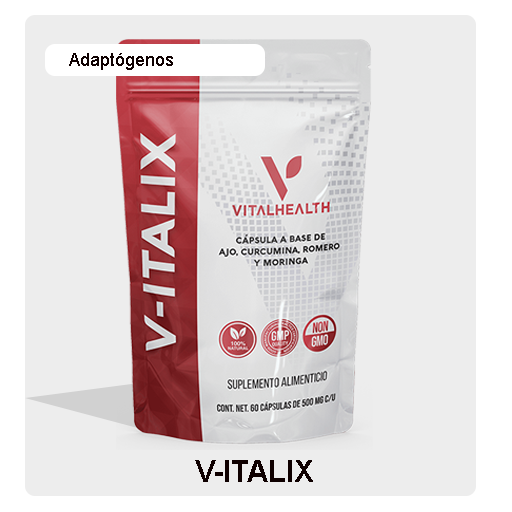 Adaptógenos
V-ITALIX
VITALHEALTH
CÁPSULA A BASE DE
AJO, CURCUMINA, ROMERO
Y MORINGA
100%
NATURAL
GMP
QUALITY
NON
GMO
SUPLEMENTO ALIMENTICIO
CONT. NET. 60 CÁPSULAS DE 500 MG C/U
V-ITALIX